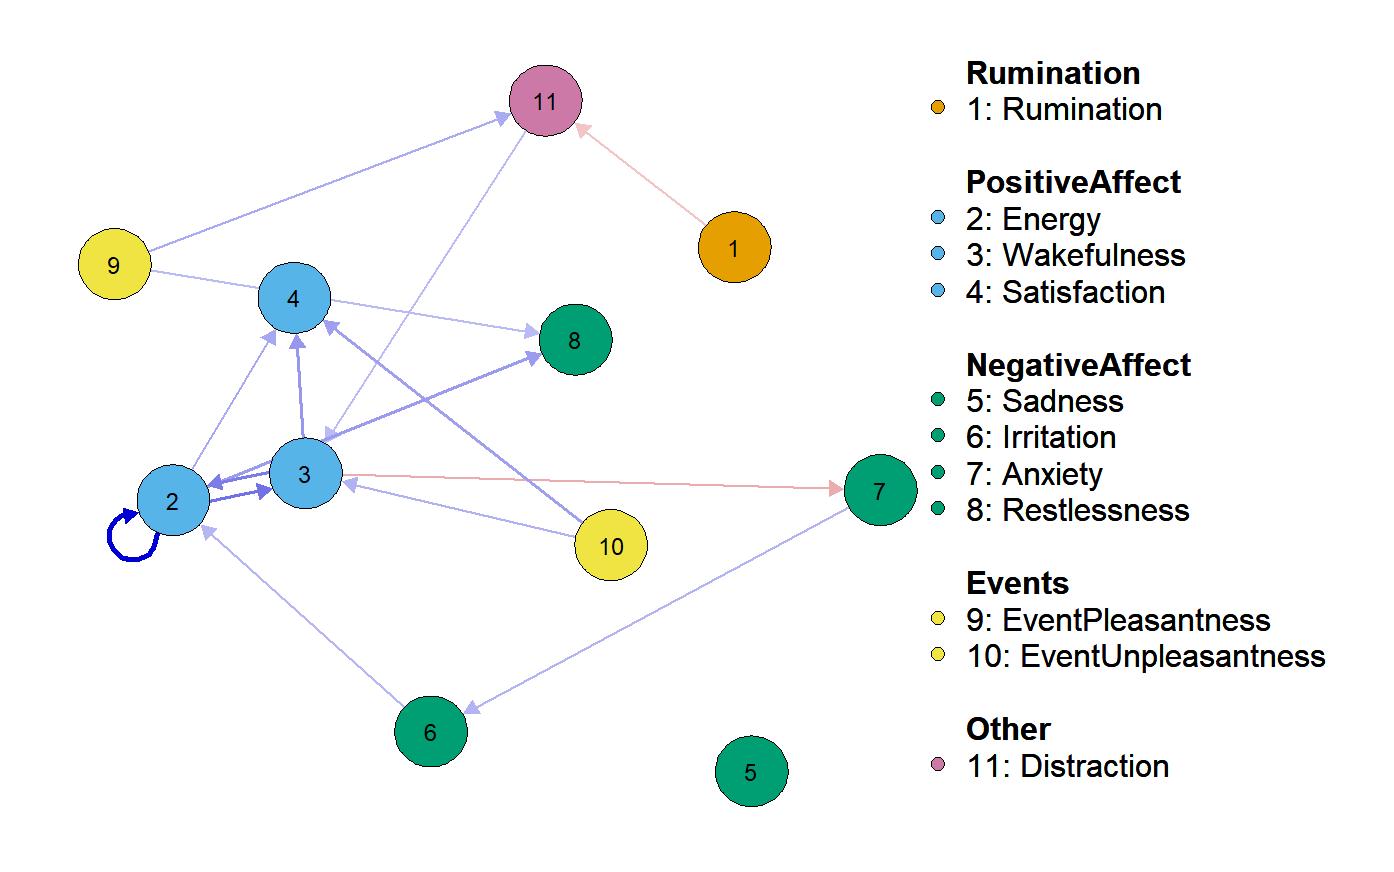 11
1
9
4
8
3
2
7
10
6
5
Rumination
1: Rumination
PositiveAffect
2: Energy
3: Wakefulness
4: Satisfaction
NegativeAffect
5: Sadness
6: Irritation
7: Anxiety
8: Restlessness
Events
9: EventPleasantness
10: EventUnpleasantness
Other
11: Distraction